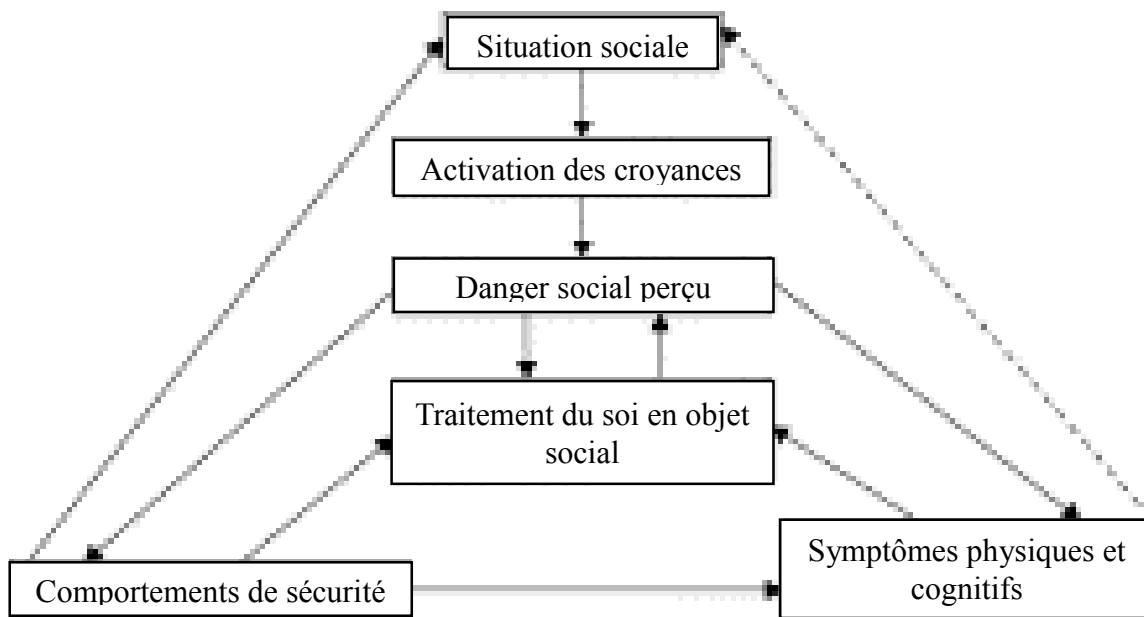 Situation sociale
Activation des croyances
Danger social perçu
Traitement du soi en objet
social
Symptômes physiques et
cognitifs
Comportements de sécurité